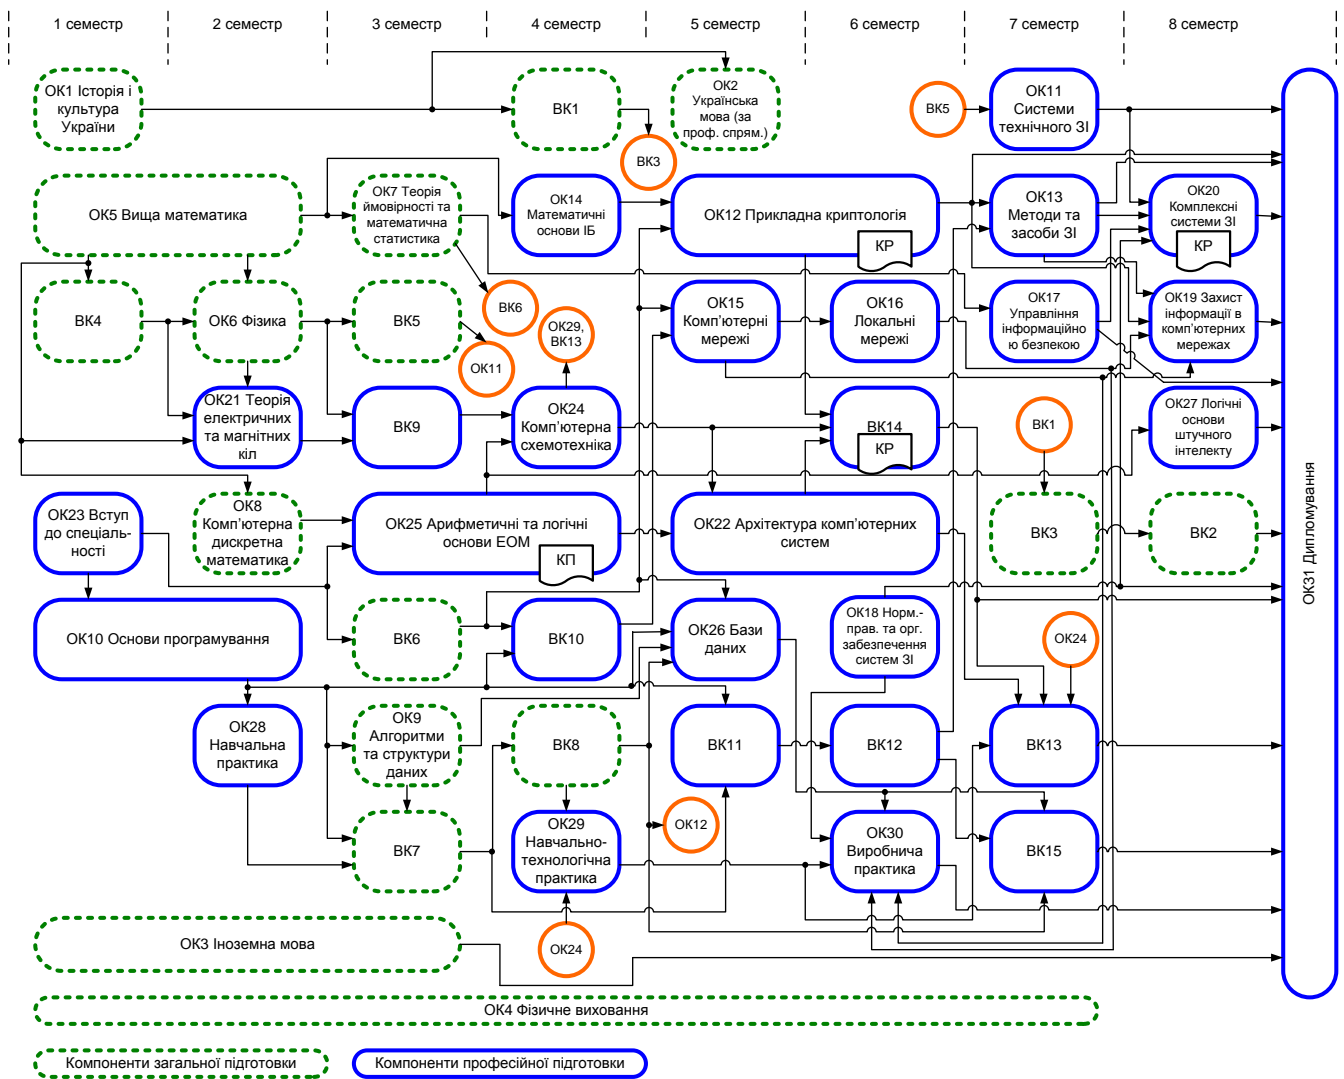 1 семестр
2 семестр
3 семестр
4 семестр
5 семестр
6 семестр
7 семестр
8 семестр
ОК1 Історія і
культура
України
ВК1
ОК2
Українська
мова (за
проф. спрям.)
ВК3
ВК5
ОК11
Системи
технічного ЗІ
ОК5 Вища математика
ОК7 Теорія
ймовірності та
математична
статистика
ОК14
Математичні
основи ІБ
ОК12 Прикладна криптологія
КР
ОК13
Методи та
засоби ЗІ
ОК20
Комплексні
системи ЗІ
КР
ВК4
ОК6 Фізика
ВК5
ВК6
ОК11
ОК29,
ВК13
ОК15
Комп'ютерні
мережі
ОК16
Локальні
мережі
ОК17
Управління
інформаційно
ю безпекою
ОК19 Захист
інформації в
комп'ютерних
мережах
ОК21 Теорія
електричних
та магнітних
кіл
ВК9
ОК24
Комп'ютерна
схемотехніка
ВК14
КР
ВК1
ОК27 Логічні
основи
штучного
інтелекту
ОК23 Вступ
до спеціаль-
ності
ОК8
Комп'ютерна
дискретна
математика
ОК25 Арифметичні та логічні
основи ЕОМ
КП
ОК22 Архітектура комп'ютерних
систем
ВК3
ВК2
ОК31 Дипломування
ОК10 Основи програмування
ВК6
ВК10
ОК26 Бази
даних
ОК18 Норм.-
прав. та орг.
забезпечення
систем ЗІ
ОК24
ОК28
Навчальна
практика
ОК9
Алгоритми
та структури
даних
ВК8
ВК11
ВК12
ВК13
ВК7
ОК29
Навчально-
технологічна
практика
ОК12
ОК30
Виробнича
практика
ВК15
ОК3 Іноземна мова
ОК24
ОК4 Фізичне виховання
Компоненти загальної підготовки
Компоненти професійної підготовки